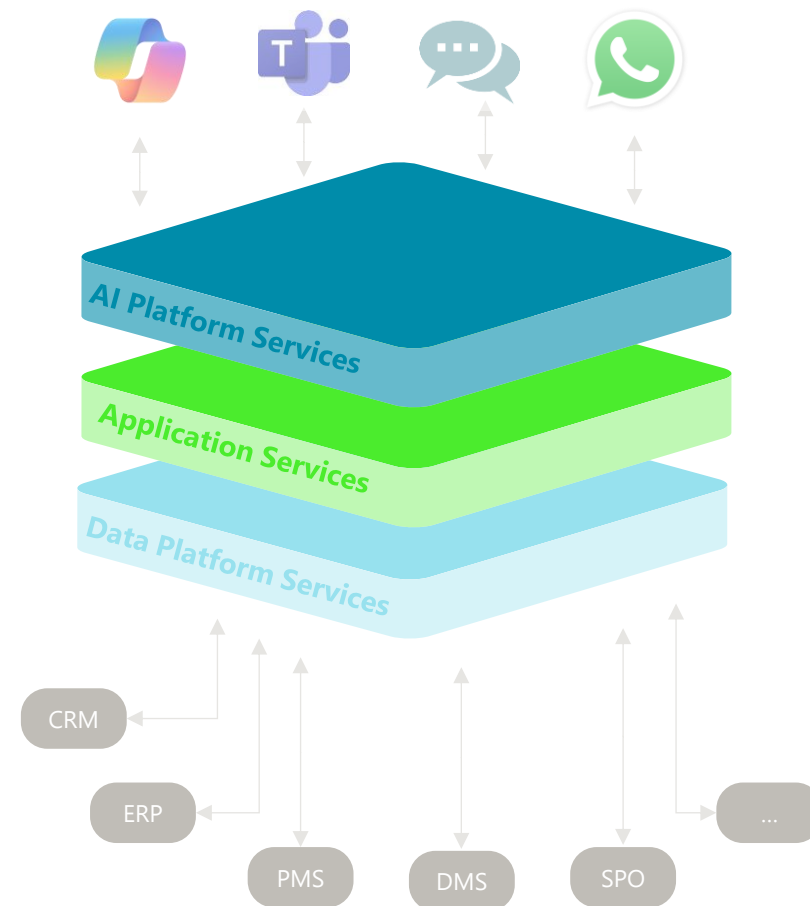 T
AI Platform Services
Application Services
Data Platform Services
CRM
ERP
...
PMS
DMS
SPO